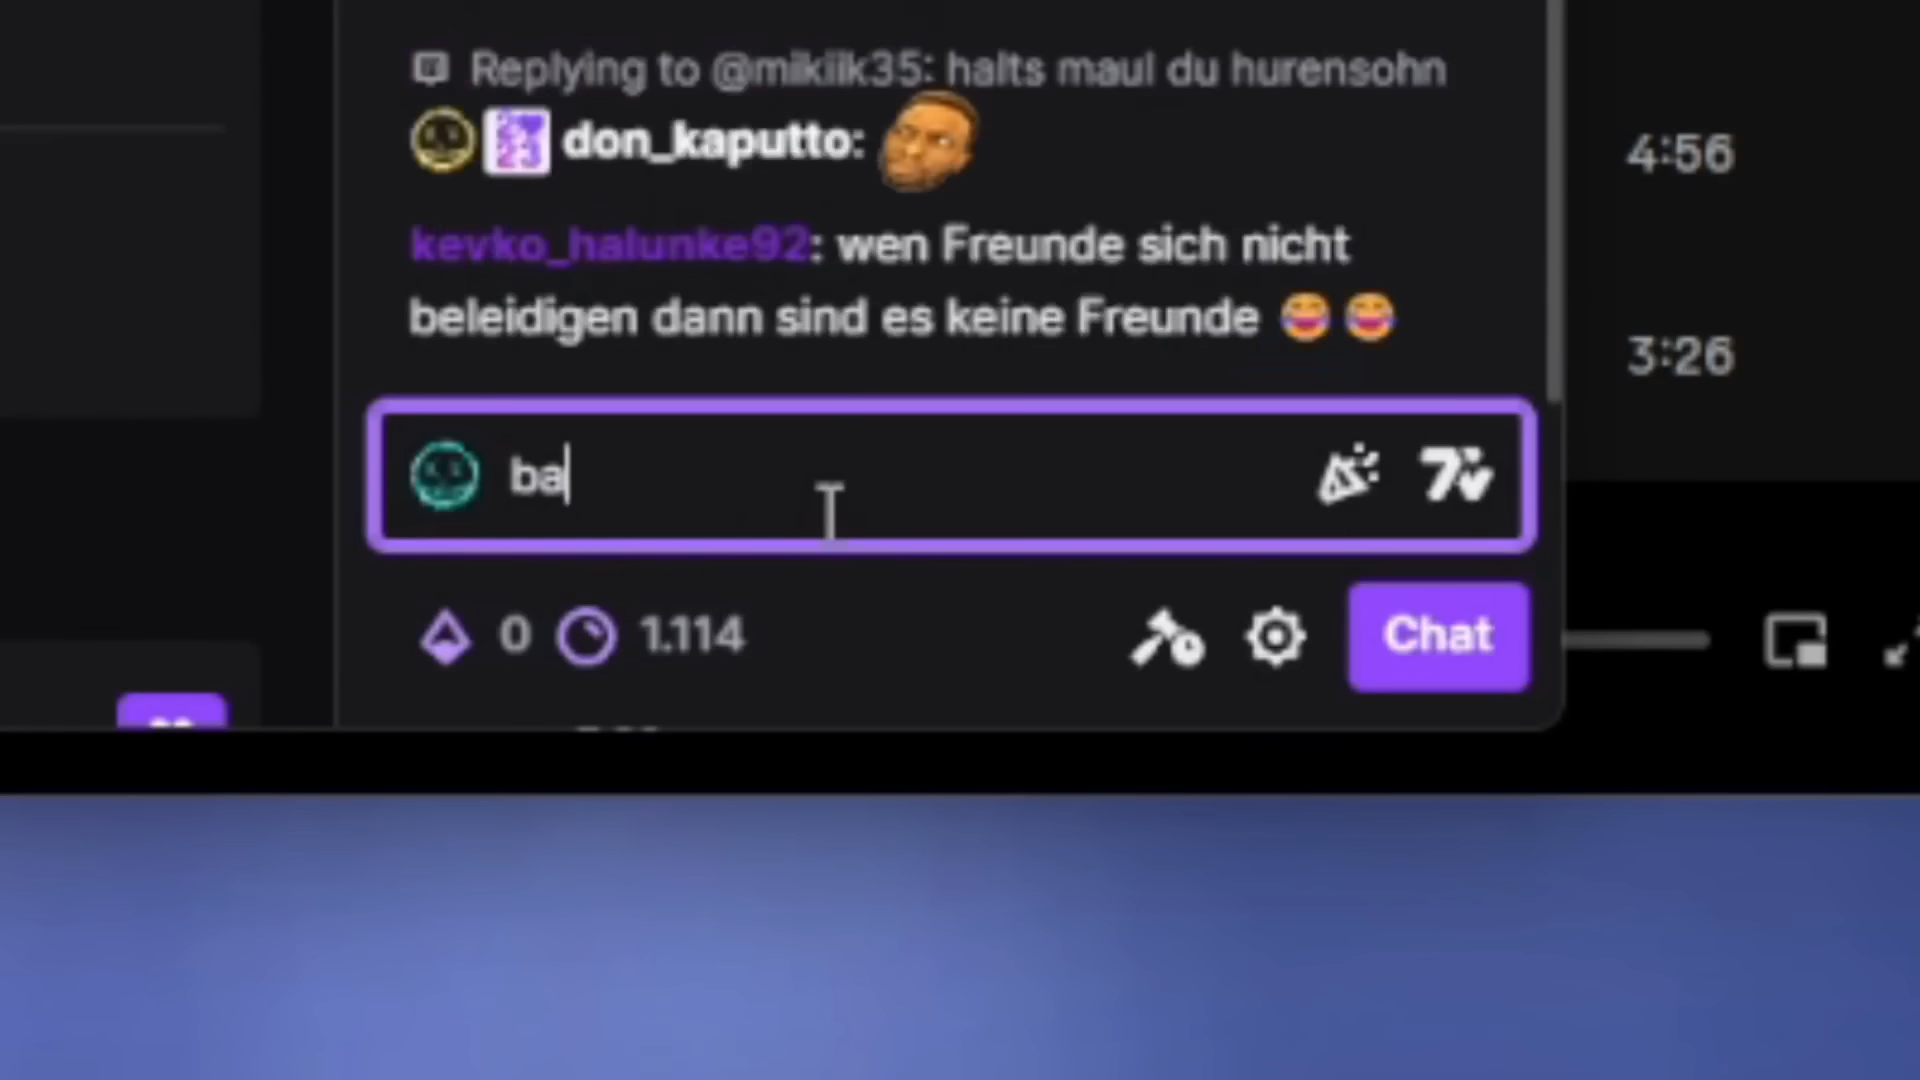 Replying to @mikiik35: halts maul du hurensohn
don_kaputto:
4:56
kevko_halunke92: wen Freunde sich nicht
beleidigen dann sind es keine Freunde 😂 😂
3:26
ba
0 1.114
Chat